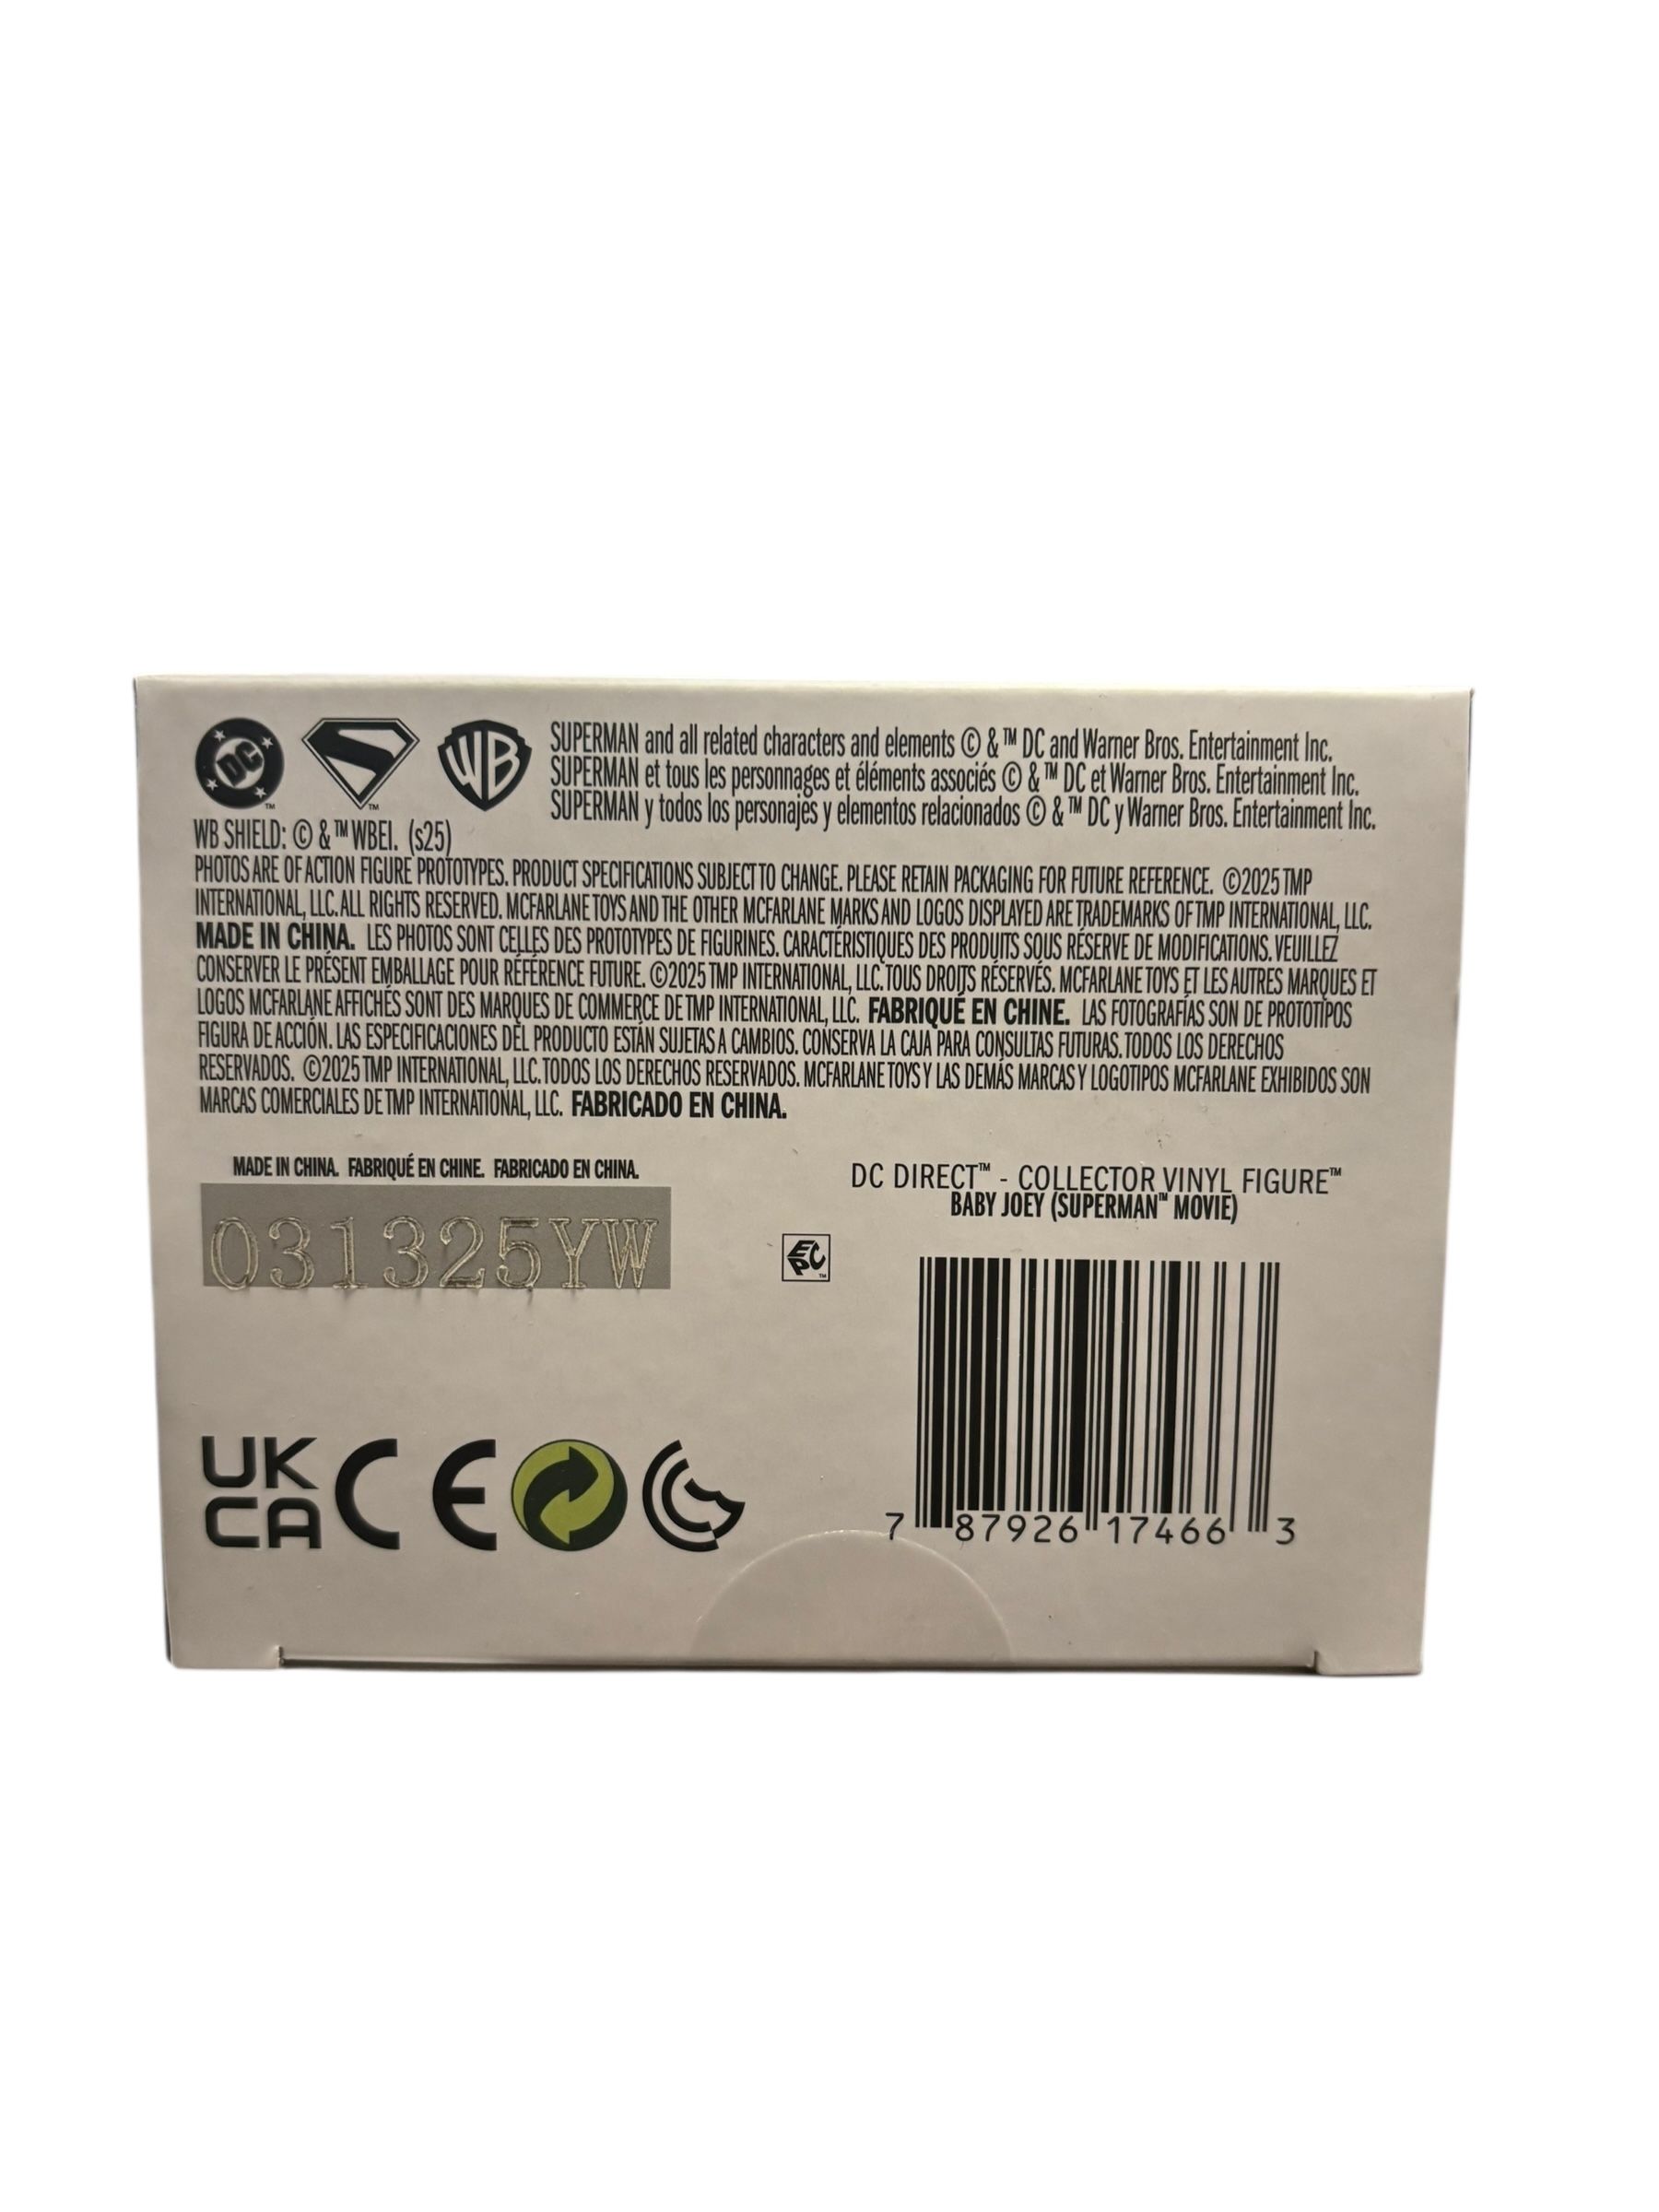 DC ™
S ™
WB
SUPERMAN and all related characters and elements © & ™ DC and Warner Bros. Entertainment Inc.
SUPERMAN et tous les personnages et éléments associés © & ™ DC et Warner Bros. Entertainment Inc.
SUPERMAN y todos los personajes y elementos relacionados © & ™ DC y Warner Bros. Entertainment Inc.
WB SHIELD: © & ™ WBEI. (s25)
PHOTOS ARE OF ACTION FIGURE PROTOTYPES. PRODUCT SPECIFICATIONS SUBJECT TO CHANGE. PLEASE RETAIN PACKAGING FOR FUTURE REFERENCE. ©2025 TMP
INTERNATIONAL, LLC. ALL RIGHTS RESERVED. MCFARLANE TOYS AND THE OTHER MCFARLANE MARKS AND LOGOS DISPLAYED ARE TRADEMARKS OF TMP INTERNATIONAL, LLC.
MADE IN CHINA. LES PHOTOS SONT CELLES DES PROTOTYPES DE FIGURINES. CARACTÉRISTIQUES DES PRODUITS SOUS RÉSERVE DE MODIFICATIONS. VEUILLEZ
CONSERVER LE PRÉSENT EMBALLAGE POUR RÉFÉRENCE FUTURE. ©2025 TMP INTERNATIONAL, LLC. TOUS DROITS RÉSERVÉS. MCFARLANE TOYS ET LES AUTRES MARQUES ET
LOGOS MCFARLANE AFFICHÉS SONT DES MARQUES DE COMMERCE DE TMP INTERNATIONAL, LLC. FABRIQUÉ EN CHINE. LAS FOTOGRAFÍAS SON DE PROTOTIPOS
FIGURA DE ACCIÓN. LAS ESPECIFICACIONES DEL PRODUCTO ESTÁN SUJETAS A CAMBIOS. CONSERVA LA CAJA PARA CONSULTAS FUTURAS. TODOS LOS DERECHOS
RESERVADOS. ©2025 TMP INTERNATIONAL, LLC. TODOS LOS DERECHOS RESERVADOS. MCFARLANE TOYS Y LAS DEMÁS MARCAS Y LOGOTIPOS MCFARLANE EXHIBIDOS SON
MARCAS COMERCIALES DE TMP INTERNATIONAL, LLC. FABRICADO EN CHINA.
MADE IN CHINA. FABRIQUÉ EN CHINE. FABRICADO EN CHINA.
031325YW
DC DIRECT™ - COLLECTOR VINYL FIGURE™
BABY JOEY (SUPERMAN™ MOVIE)
EPC ™
UK
CA
CE
7 87926 17466 3